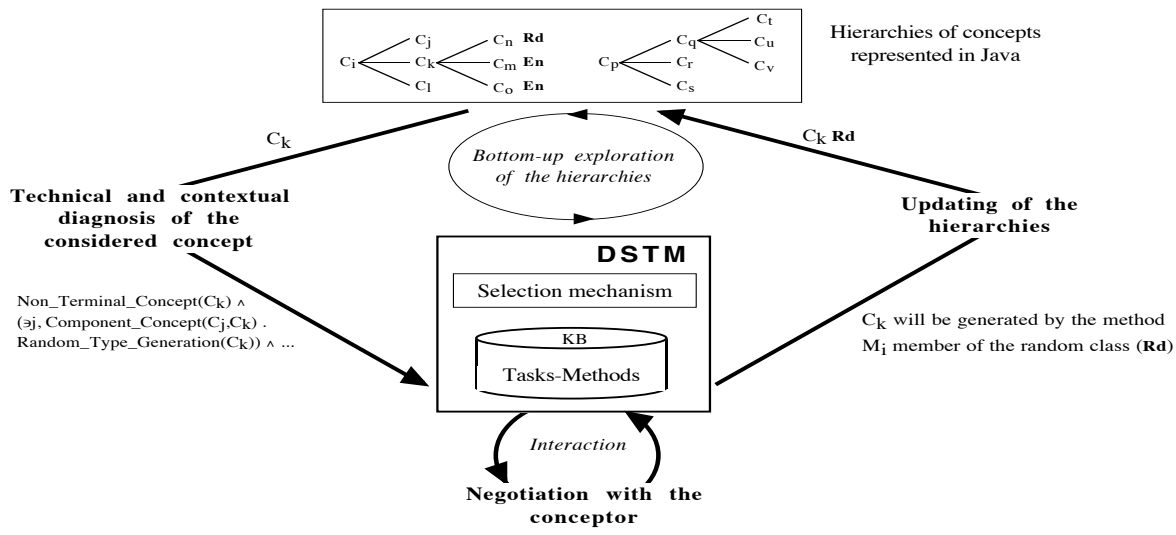 Hierarchies of concepts
represented in Java
Ci
Cj
Ck
Cl
Cn Rd
Cm En
Co En
Cp
Cq
Cr
Cs
Ct
Cu
Cv
Ck
Bottom-up exploration
of the hierarchies
Ck Rd
Technical and contextual
diagnosis of the
considered concept
Updating of the
hierarchies
DSTM
Selection mechanism
KB
Tasks-Methods
Non_Terminal_Concept(Ck) ∧
(∃j, Component_Concept(Cj,Ck) .
Random_Type_Generation(Ck)) ∧ ...
Ck will be generated by the method
Mi member of the random class (Rd)
Interaction
Negotiation with the
conceptor